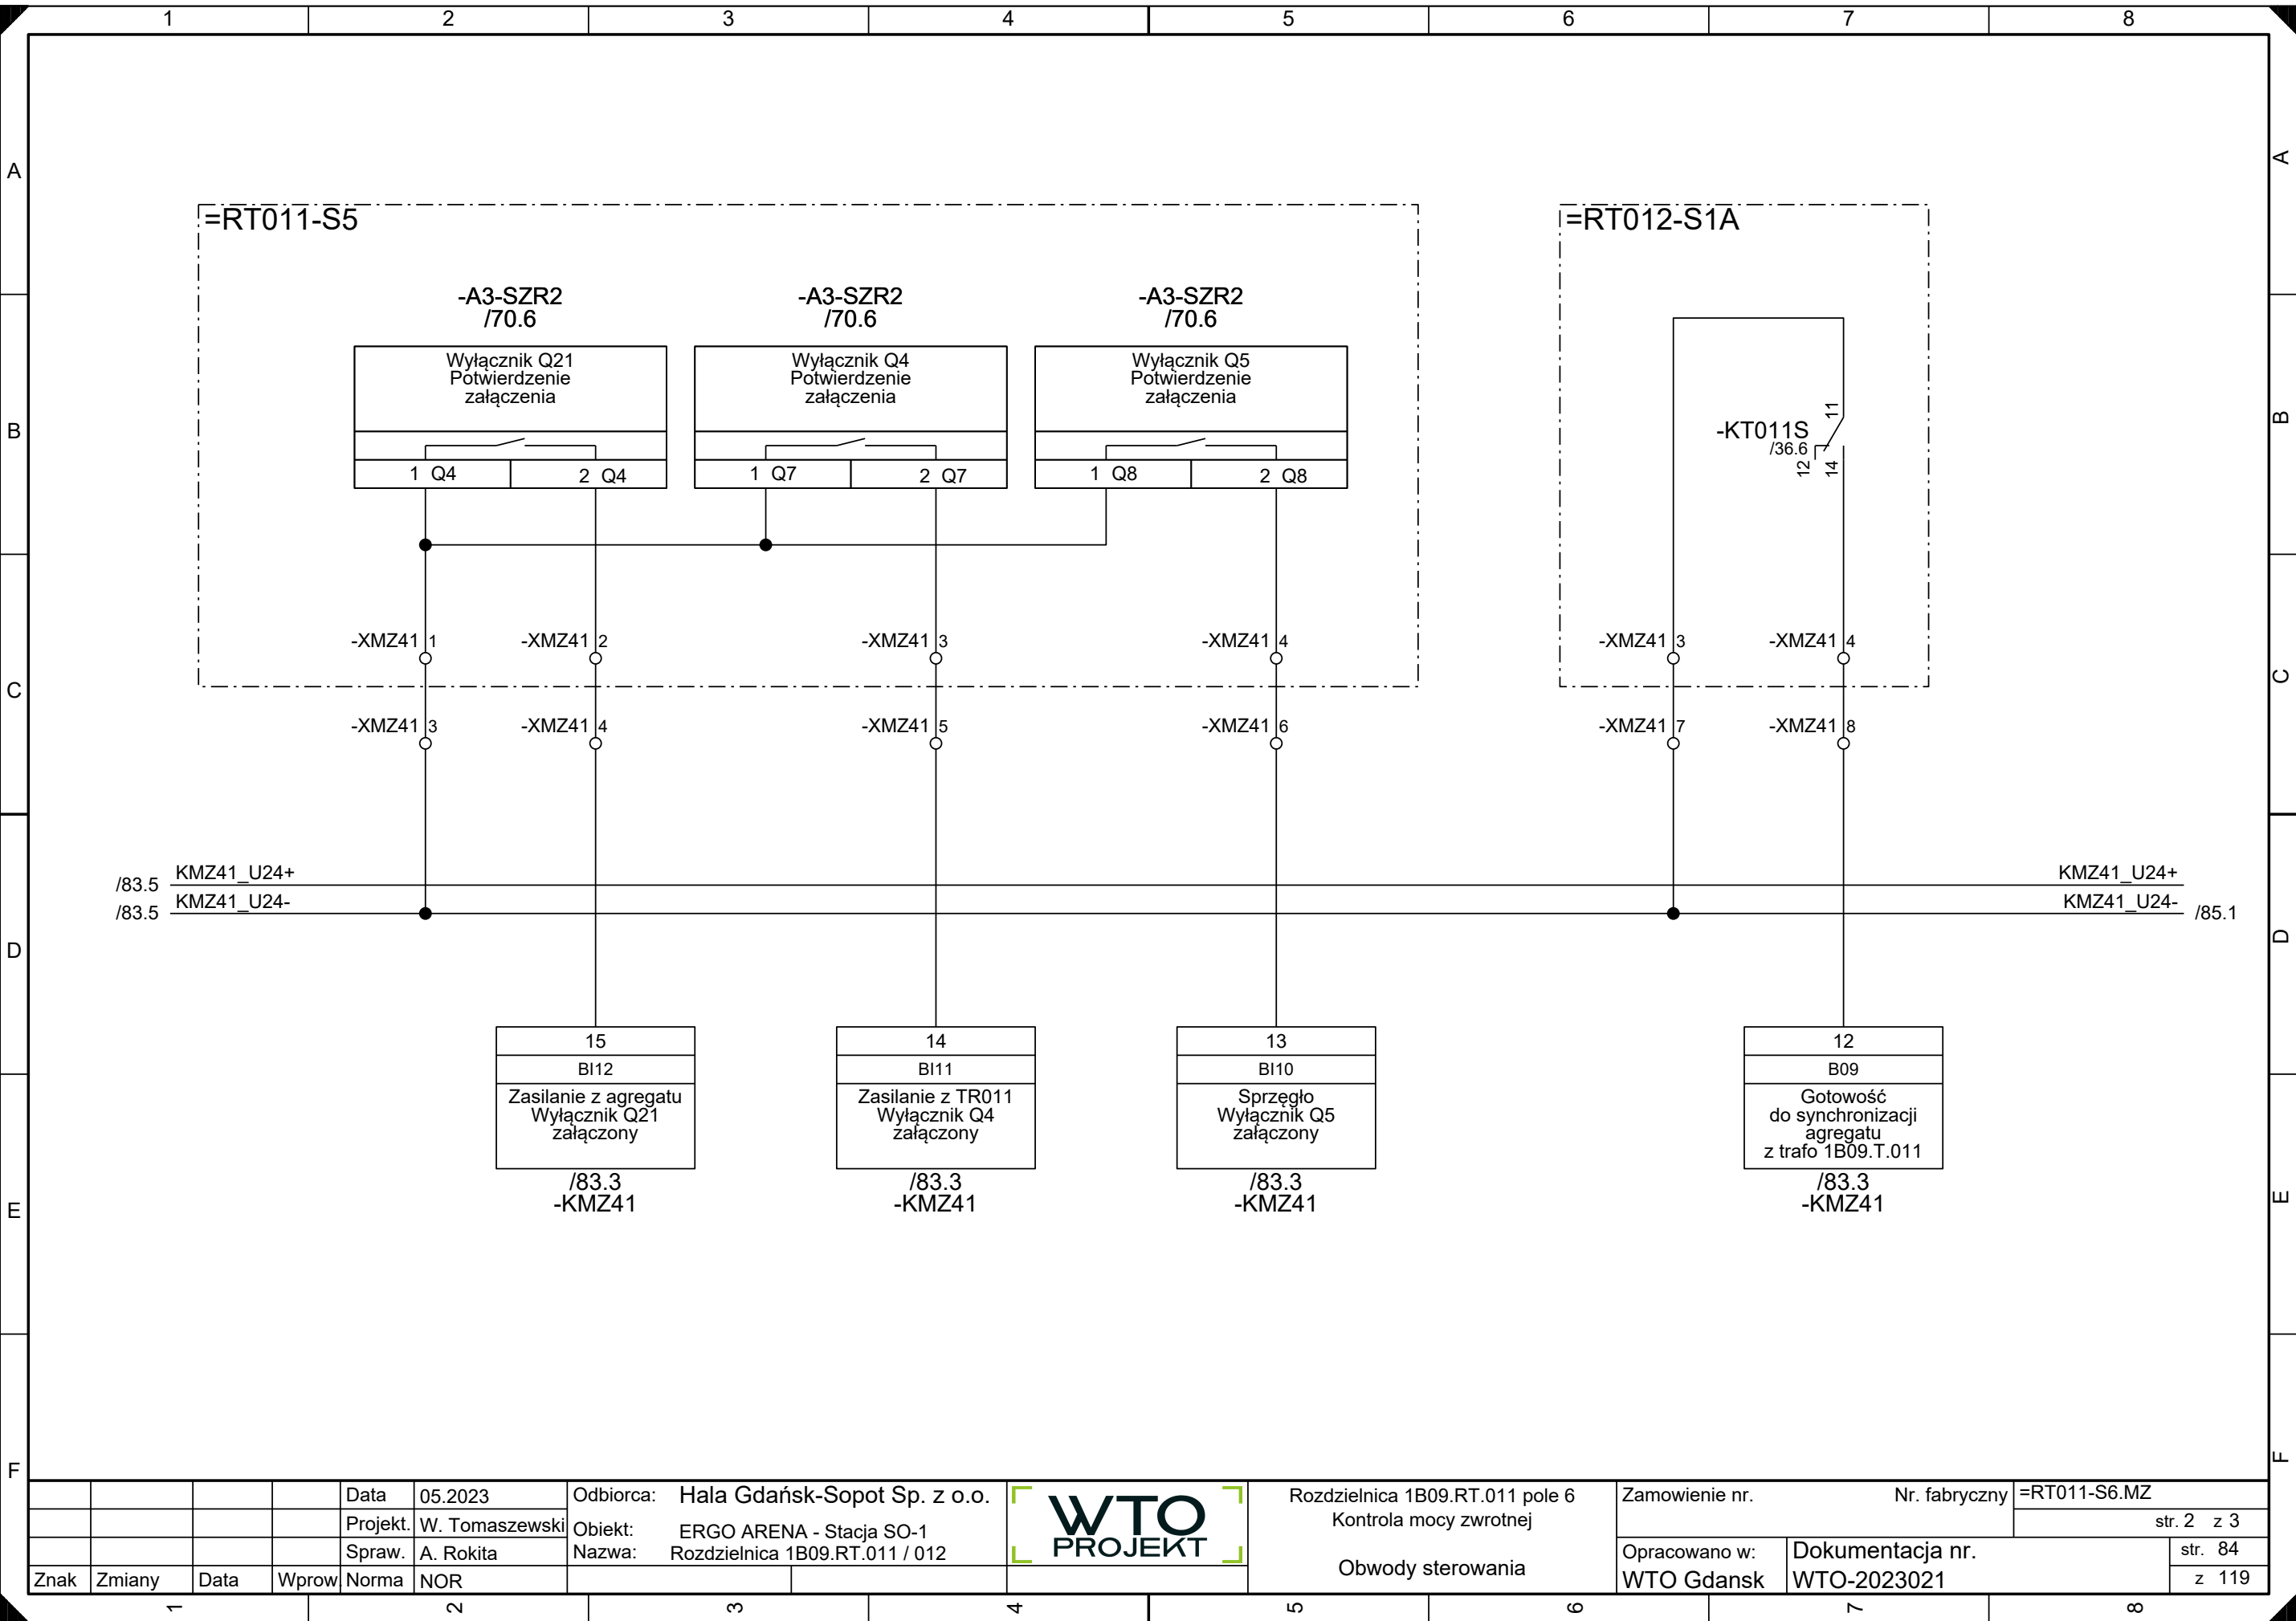 1 2 3 4 5 6 7 8
A A
=RT011-S5 =RT012-S1A
-A3-SZR2 -A3-SZR2 -A3-SZR2
/70.6 /70.6 /70.6
Wyłącznik Q21
Potwierdzenie
załączenia
Wyłącznik Q4
Potwierdzenie
załączenia
Wyłącznik Q5
Potwierdzenie
załączenia
1 Q4 2 Q4 1 Q7 2 Q7 1 Q8 2 Q8
11
-KT011S
/36.6
12 14
B B
-XMZ41 1 -XMZ41 2 -XMZ41 3 -XMZ41 4 -XMZ41 3 -XMZ41 4
C C
-XMZ41 3 -XMZ41 4 -XMZ41 5 -XMZ41 6 -XMZ41 7 -XMZ41 8
/83.5 KMZ41_U24+ KMZ41_U24+
/83.5 KMZ41_U24- KMZ41_U24- /85.1
D D
15 14 13 12
BI12 BI11 BI10 B09
Zasilanie z agregatu
Wyłącznik Q21
załączony
Zasilanie z TR011
Wyłącznik Q4
załączony
Sprzęgło
Wyłącznik Q5
załączony
Gotowość
do synchronizacji
agregatu
z trafo 1B09.T.011
/83.3 /83.3 /83.3 /83.3
-KMZ41 -KMZ41 -KMZ41 -KMZ41
E E
F F
Data 05.2023
Projekt. W. Tomaszewski
Spraw. A. Rokita
Znak Zmiany Data Wprow. Norma NOR
Odbiorca: Hala Gdańsk-Sopot Sp. z o.o.
Obiekt: ERGO ARENA - Stacja SO-1
Nazwa: Rozdzielnica 1B09.RT.011 / 012
WTO
PROJEKT
Rozdzielnica 1B09.RT.011 pole 6
Kontrola mocy zwrotnej
Obwody sterowania
Zamowienie nr. Nr. fabryczny =RT011-S6.MZ
str. 2 z 3
Opracowano w: Dokumentacja nr. str. 84
WTO Gdansk WTO-2023021 z 119
1 2 3 4 5 6 7 8